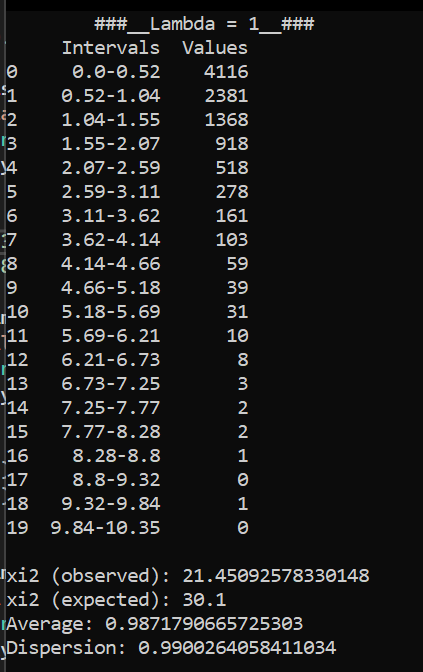 ###__Lambda = 1__###
Intervals Values
0 0.0-0.52 4116
1 0.52-1.04 2381
2 1.04-1.55 1368
3 1.55-2.07 918
4 2.07-2.59 518
5 2.59-3.11 278
6 3.11-3.62 161
7 3.62-4.14 103
8 4.14-4.66 59
9 4.66-5.18 39
10 5.18-5.69 31
11 5.69-6.21 10
12 6.21-6.73 8
13 6.73-7.25 3
14 7.25-7.77 2
15 7.77-8.28 2
16 8.28-8.8 1
17 8.8-9.32 0
18 9.32-9.84 1
19 9.84-10.35 0
xi2 (observed): 21.45092578330148
xi2 (expected): 30.1
Average: 0.9871790665725303
Dispersion: 0.9900264058411034